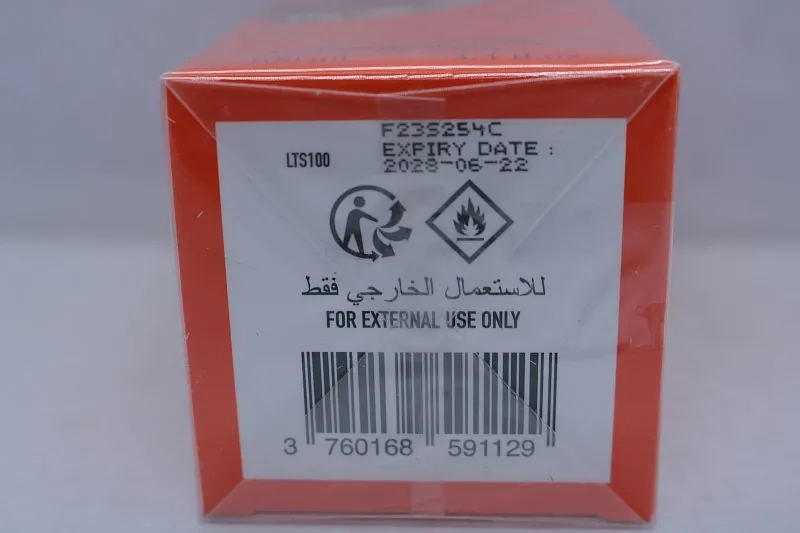 F23S254C
EXPIRY DATE :
2028-06-22
LTS100
للاستعمال الخارجي فقط
FOR EXTERNAL USE ONLY
3 760168 591129